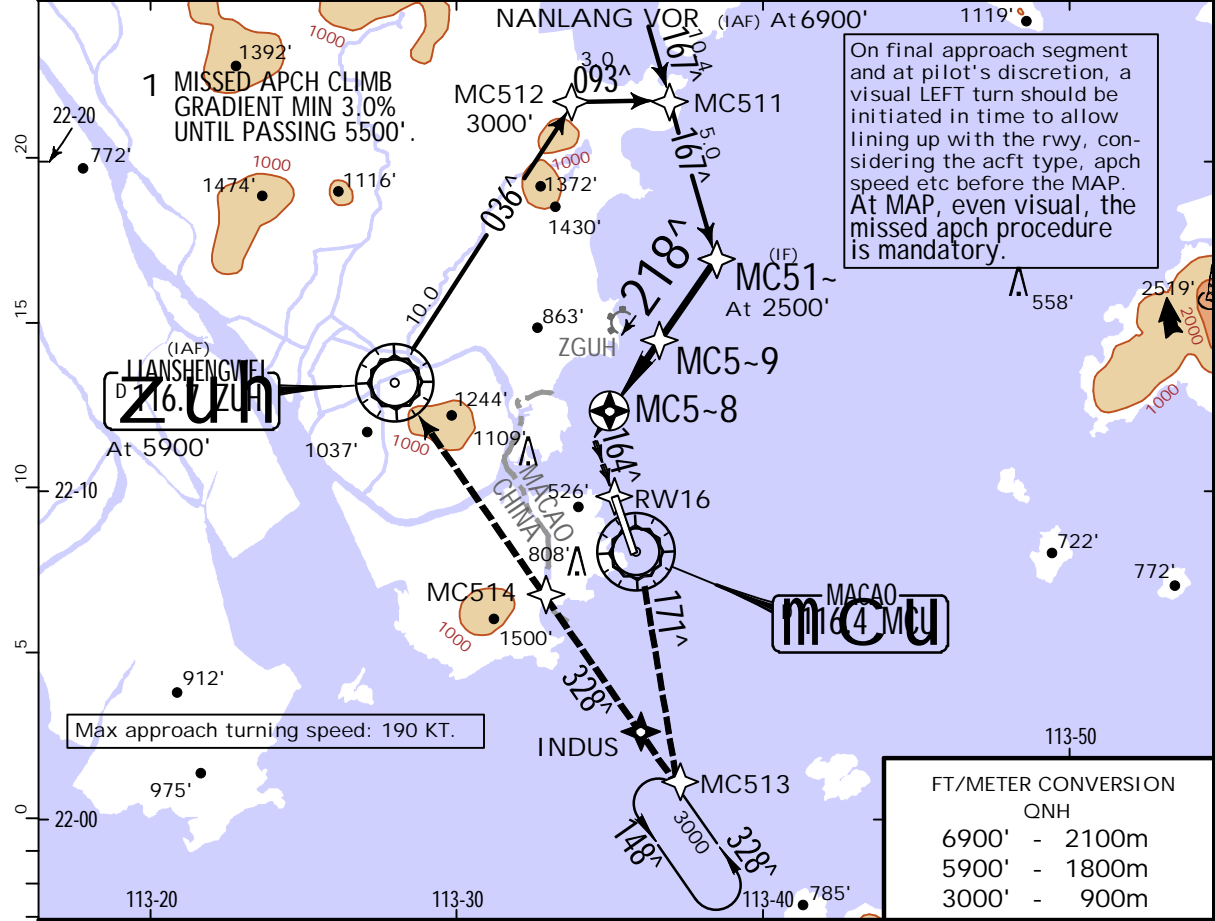 NANLANG VOR (IAF) At 6900'
1119'
1392'
1000
1 MISSED APCH CLIMB
GRADIENT MIN 3.0%
UNTIL PASSING 5500'.
3.0
093^
10.4
167^
MC512
3000'
MC511
On final approach segment
and at pilot's discretion, a
visual LEFT turn should be
initiated in time to allow
lining up with the rwy, con-
sidering the acft type, apch
speed etc before the MAP.
At MAP, even visual, the
missed apch procedure
is mandatory.
22-20
20
772'
1000
1474'
1116'
1000
1372'
1430'
036^
5.0
167^
218^
(IF)
MC51~
At 2500'
558'
2519'
2000
1000
15
10.0
863'
ZGUH
MC5~9
(IAF)
LIANSHENGWEI
D 116.7 ZUH
zuh
At 5900'
1244'
1000
1037'
1109'
MC5~8
164^
10
22-10
MACAO
CHINA
526'
RW16
808'
722'
772'
MC514
1000
1500'
171^
MACAO
D 116.4 MCU
mcu
5
912'
328^
Max approach turning speed: 190 KT.
INDUS
113-50
975'
MC513
0
22-00
3000
148^
328^
FT/METER CONVERSION
QNH
6900' - 2100m
5900' - 1800m
3000' - 900m
113-20
113-30
113-40
785'